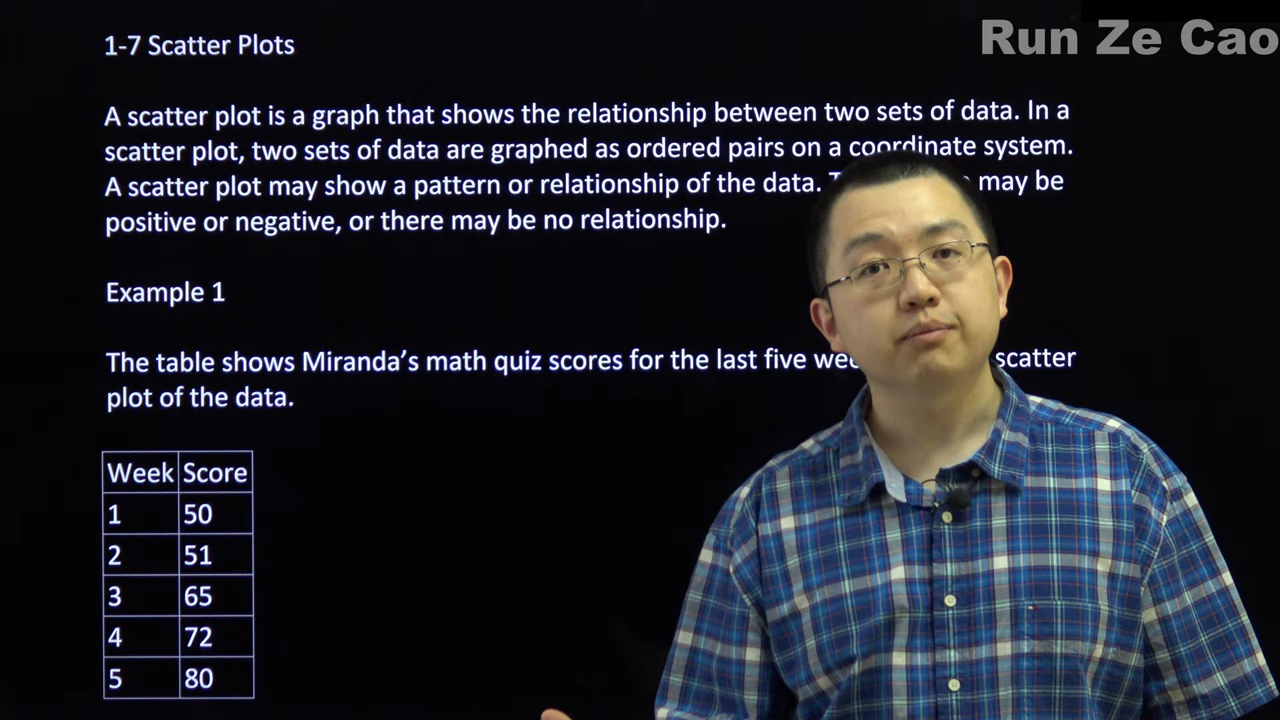 1-7 Scatter Plots
Run Ze Cao
A scatter plot is a graph that shows the relationship between two sets of data. In a
scatter plot, two sets of data are graphed as ordered pairs on a coordinate system.
A scatter plot may show a pattern or relationship of the data. may be
positive or negative, or there may be no relationship.
Example 1
The table shows Miranda’s math quiz scores for the last five scatter
plot of the data.
Week Score
1 50
2 51
3 65
4 72
5 80